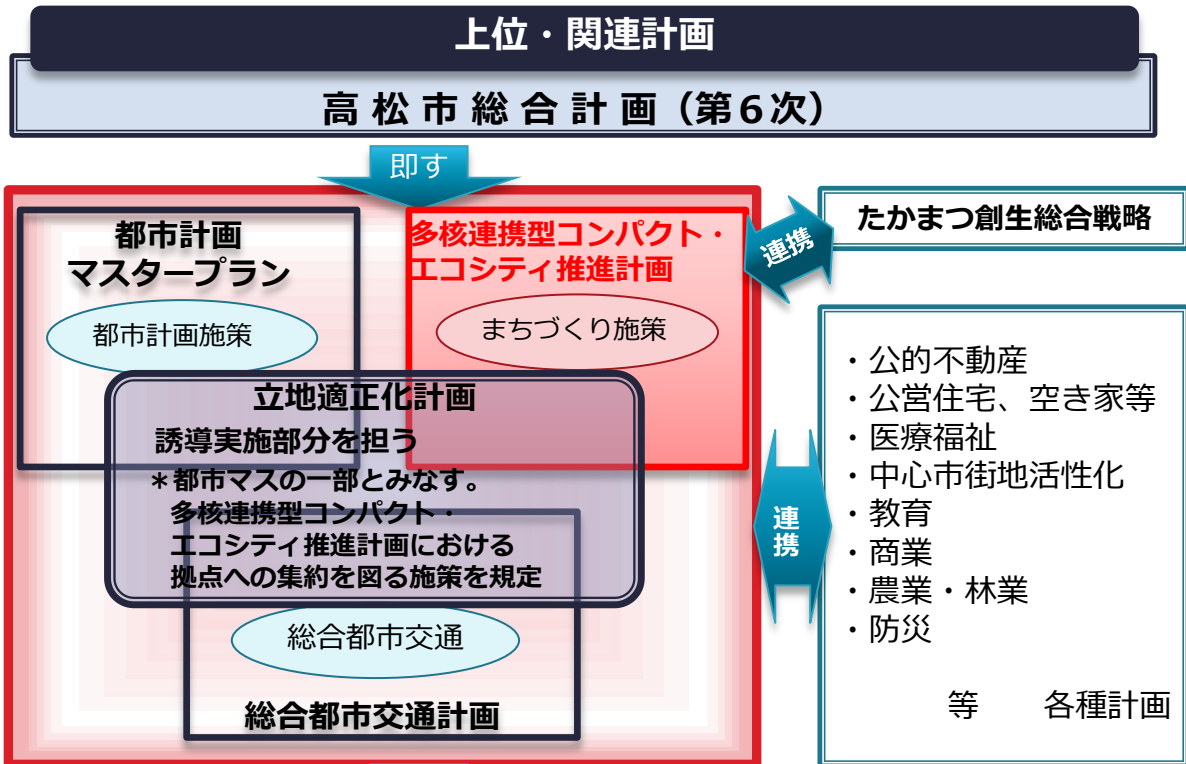 上位・関連計画
高松市総合計画（第６次）
即す
都市計画
マスタープラン
都市計画施策
多核連携型コンパクト・
エコシティ推進計画
まちづくり施策
連携
たかまつ創生総合戦略
立地適正化計画
誘導実施部分を担う
＊都市マスの一部とみなす。
多核連携型コンパクト・
エコシティ推進計画における
拠点への集約を図る施策を規定
総合都市交通
総合都市交通計画
連携
・公的不動産
・公営住宅、空き家等
・医療福祉
・中心市街地活性化
・教育
・商業
・農業・林業
・防災
等　　各種計画